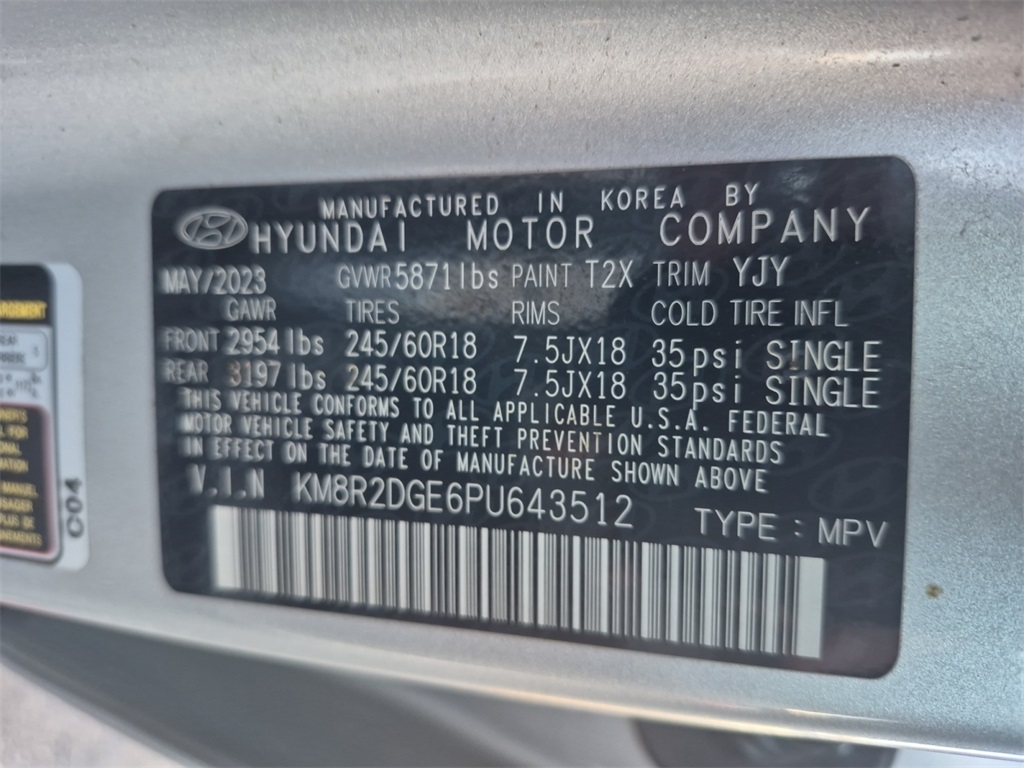 MANUFACTURED IN KOREA BY
HYUNDAI MOTOR COMPANY
MAY/2023 GVWR 5871lbs PAINT T2X TRIM YJY
GAWR TIRES RIMS COLD TIRE INFL
FRONT 2954 lbs 245/60R18 7.5JX18 35psi SINGLE
REAR 3197 lbs 245/60R18 7.5JX18 35psi SINGLE
THIS VEHICLE CONFORMS TO ALL APPLICABLE U.S.A. FEDERAL
MOTOR VEHICLE SAFETY AND THEFT PREVENTION STANDARDS
IN EFFECT ON THE DATE OF MANUFACTURE SHOWN ABOVE
V.I.N KM8R2DGE6PU643512 TYPE : MPV
C04
MANUAL